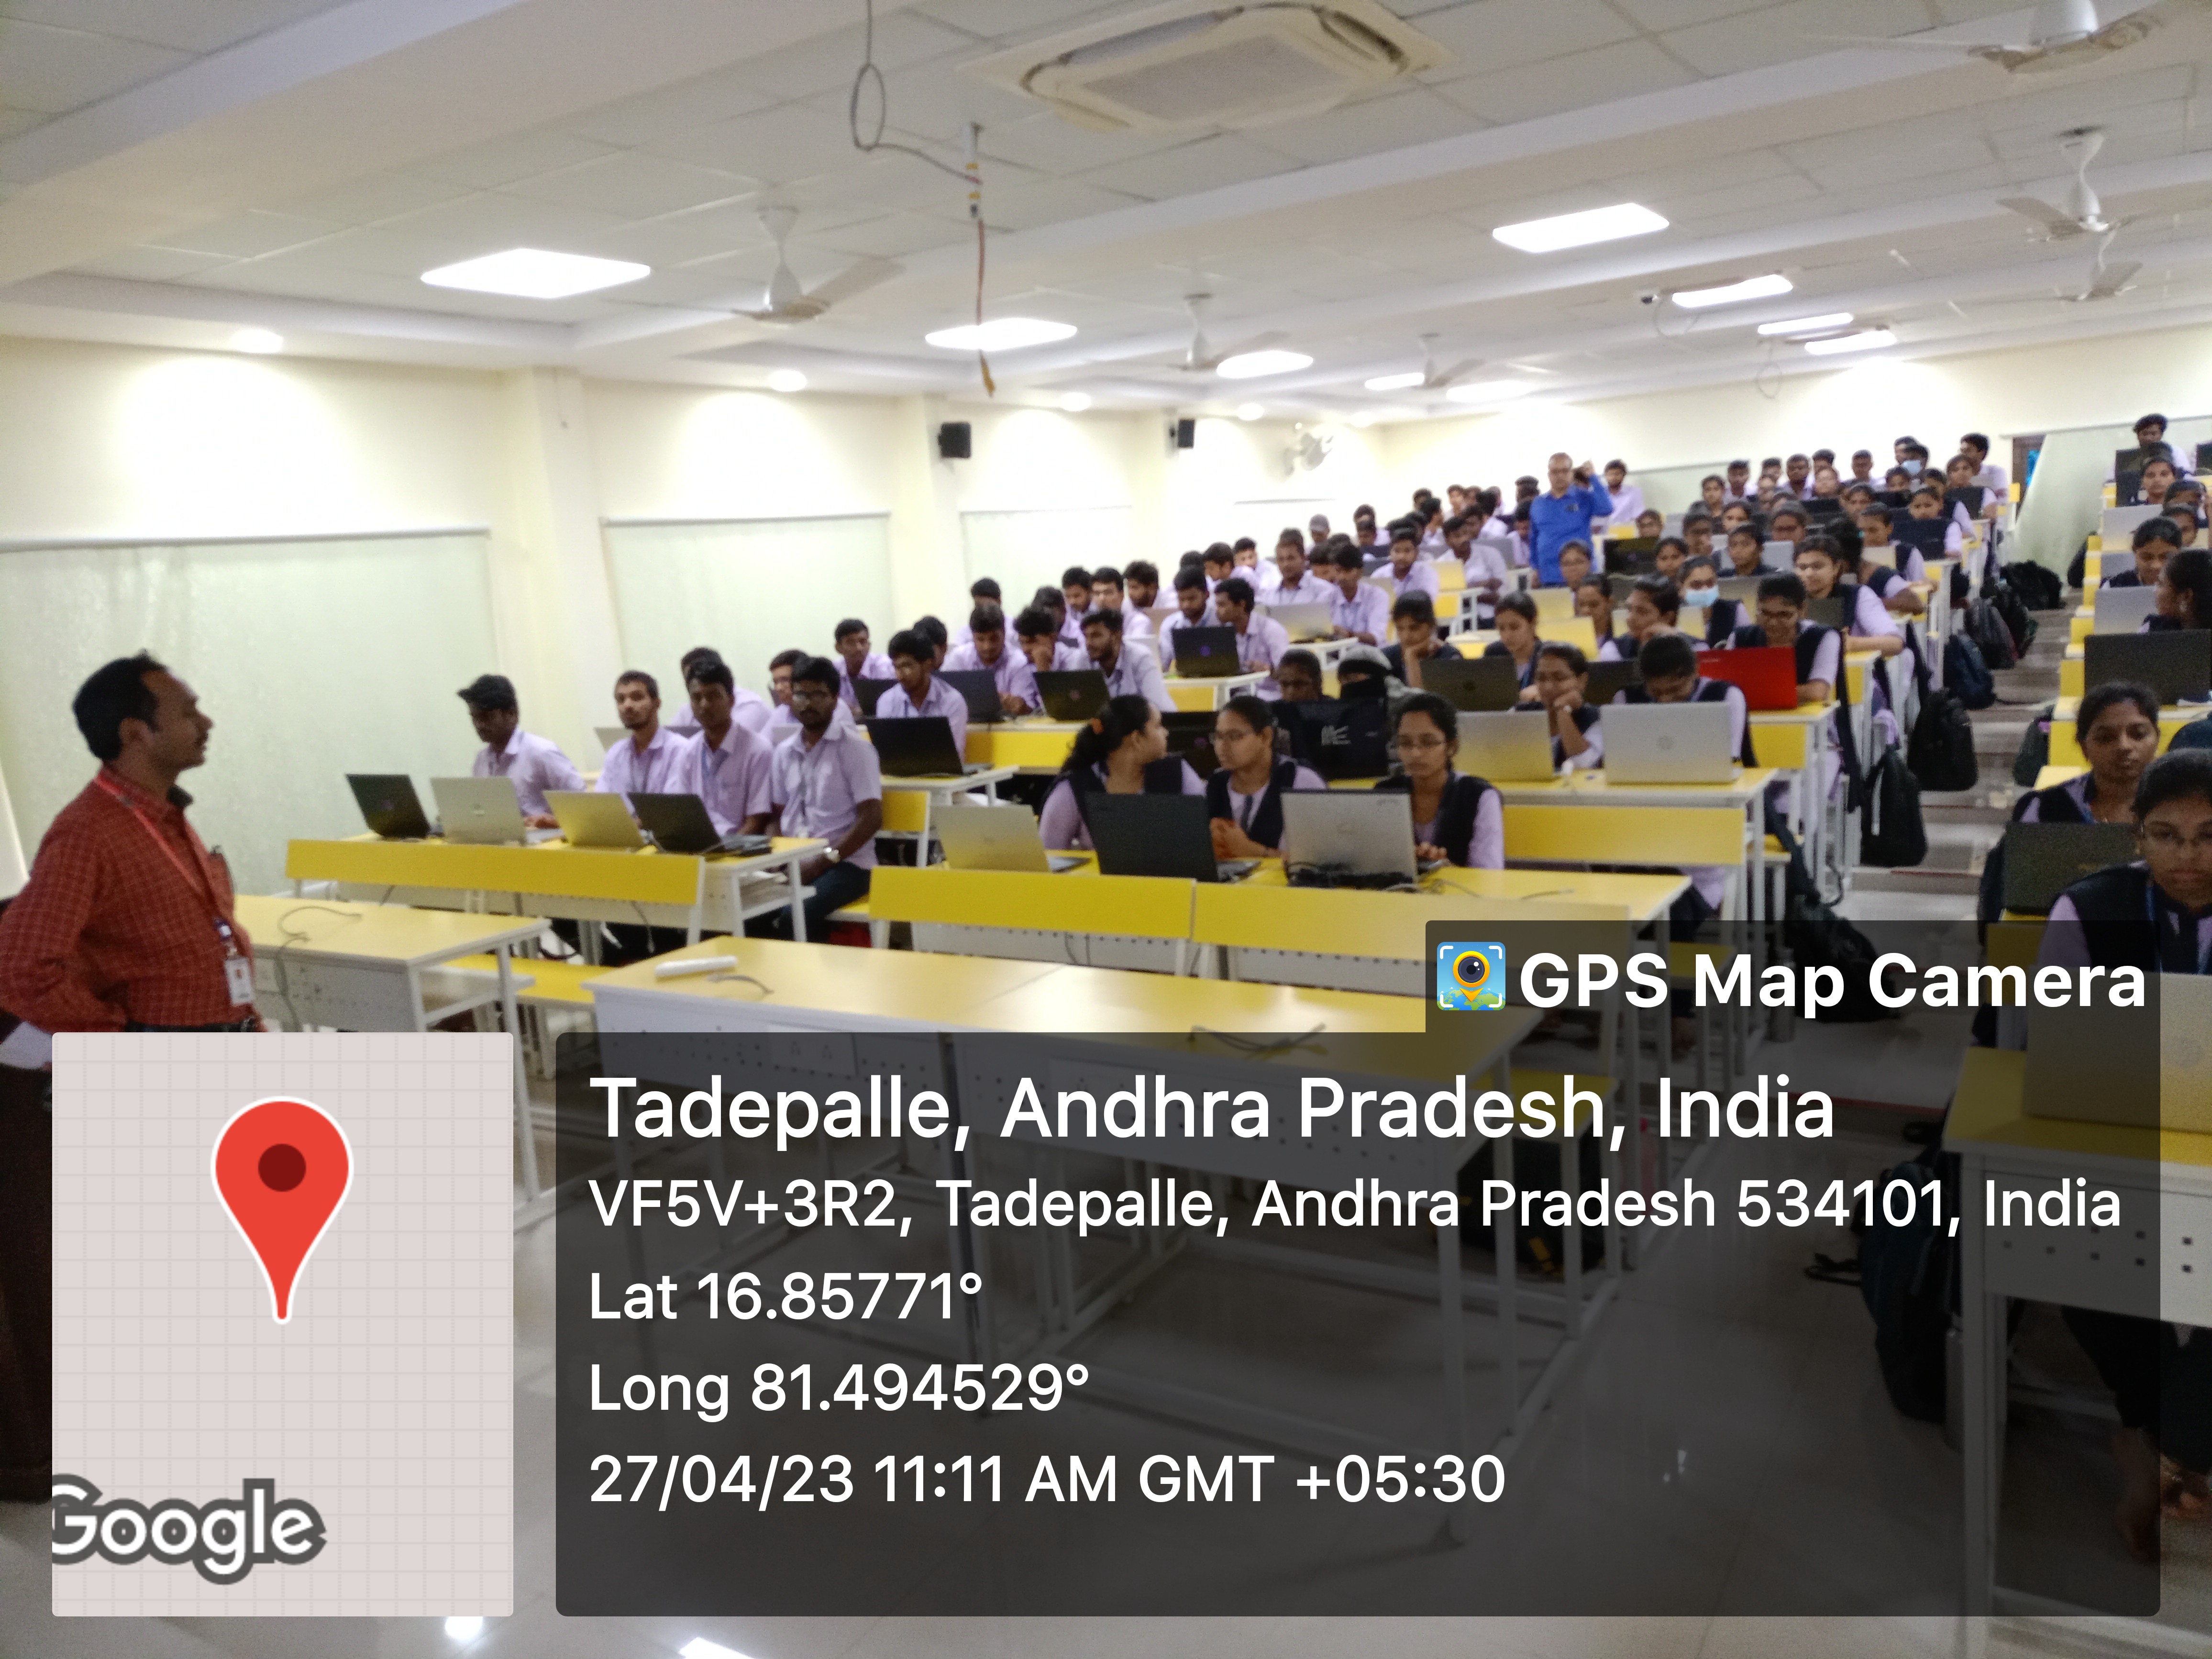 GPS Map Camera
Tadepalle, Andhra Pradesh, India
VF5V+3R2, Tadepalle, Andhra Pradesh 534101, India
Lat 16.85771°
Long 81.494529°
27/04/23 11:11 AM GMT +05:30
Google